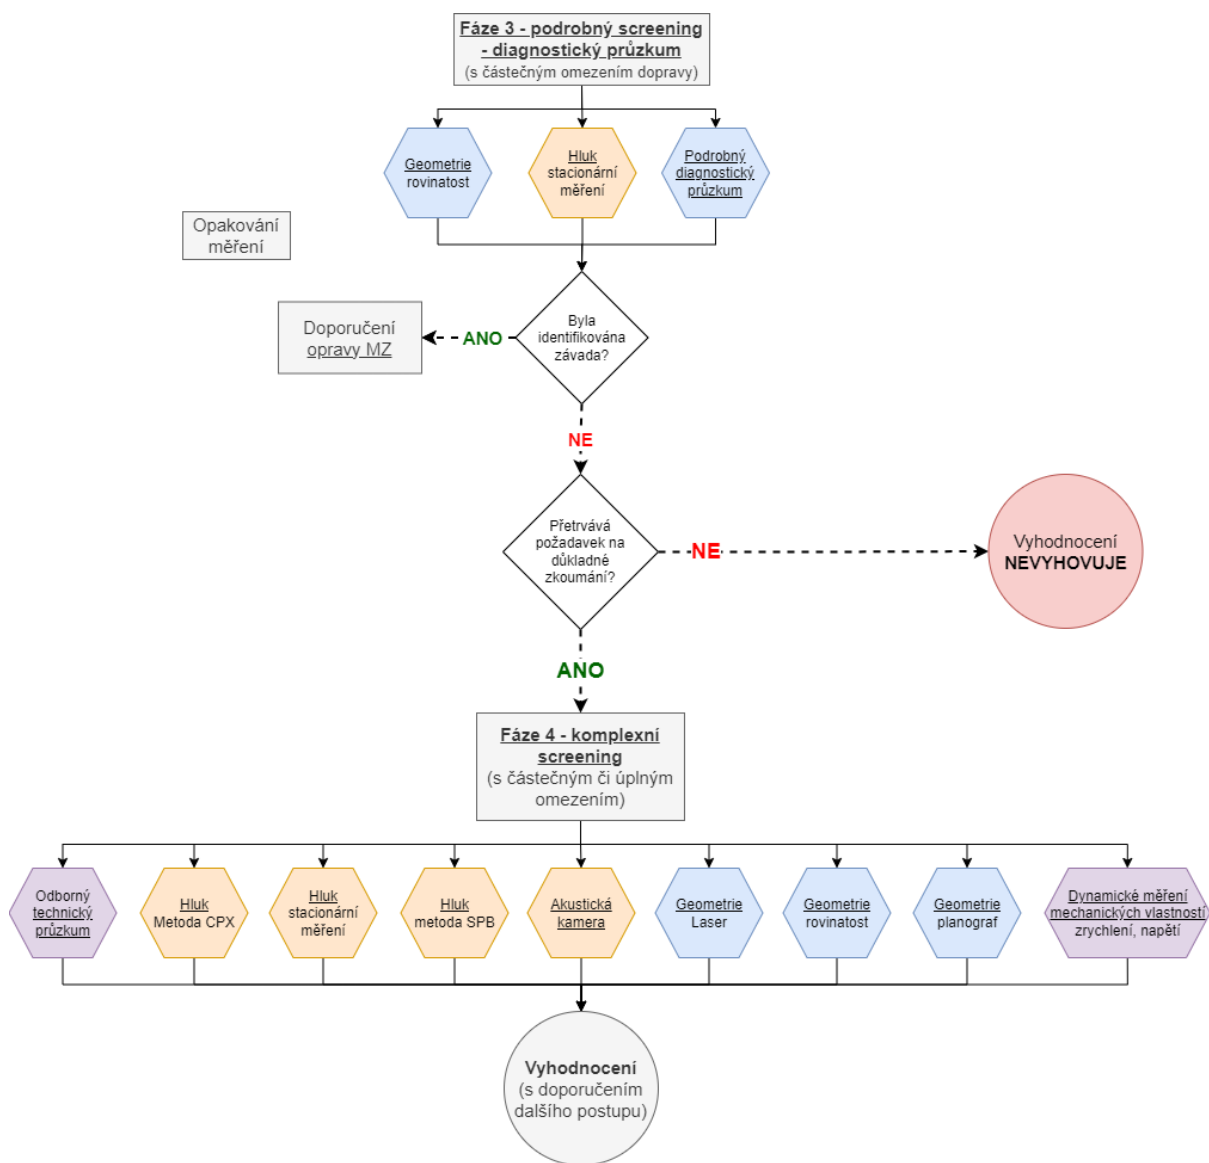 Fáze 3 - podrobný screening
- diagnostický průzkum
(s částečným omezením dopravy)
Geometrie
rovinatost
Hluk
stacionární
měření
Podrobný
diagnostický
průzkum
Opakování
měření
Byla
identifikována
závada?
ANO
Doporučení
opravy MZ
NE
Přetrvává
požadavek na
důkladné
zkoumání?
NE
Vyhodnocení
NEVYHOVUJE
ANO
Fáze 4 - komplexní
screening
(s částečným či úplným
omezením)
Odborný
technický
průzkum
Hluk
Metoda CPX
Hluk
stacionární
měření
Hluk
metoda SPB
Akustická
kamera
Geometrie
Laser
Geometrie
rovinatost
Geometrie
planograf
Dynamické měření
mechanických vlastností
zrychlení, napětí
Vyhodnocení
(s doporučením
dalšího postupu)